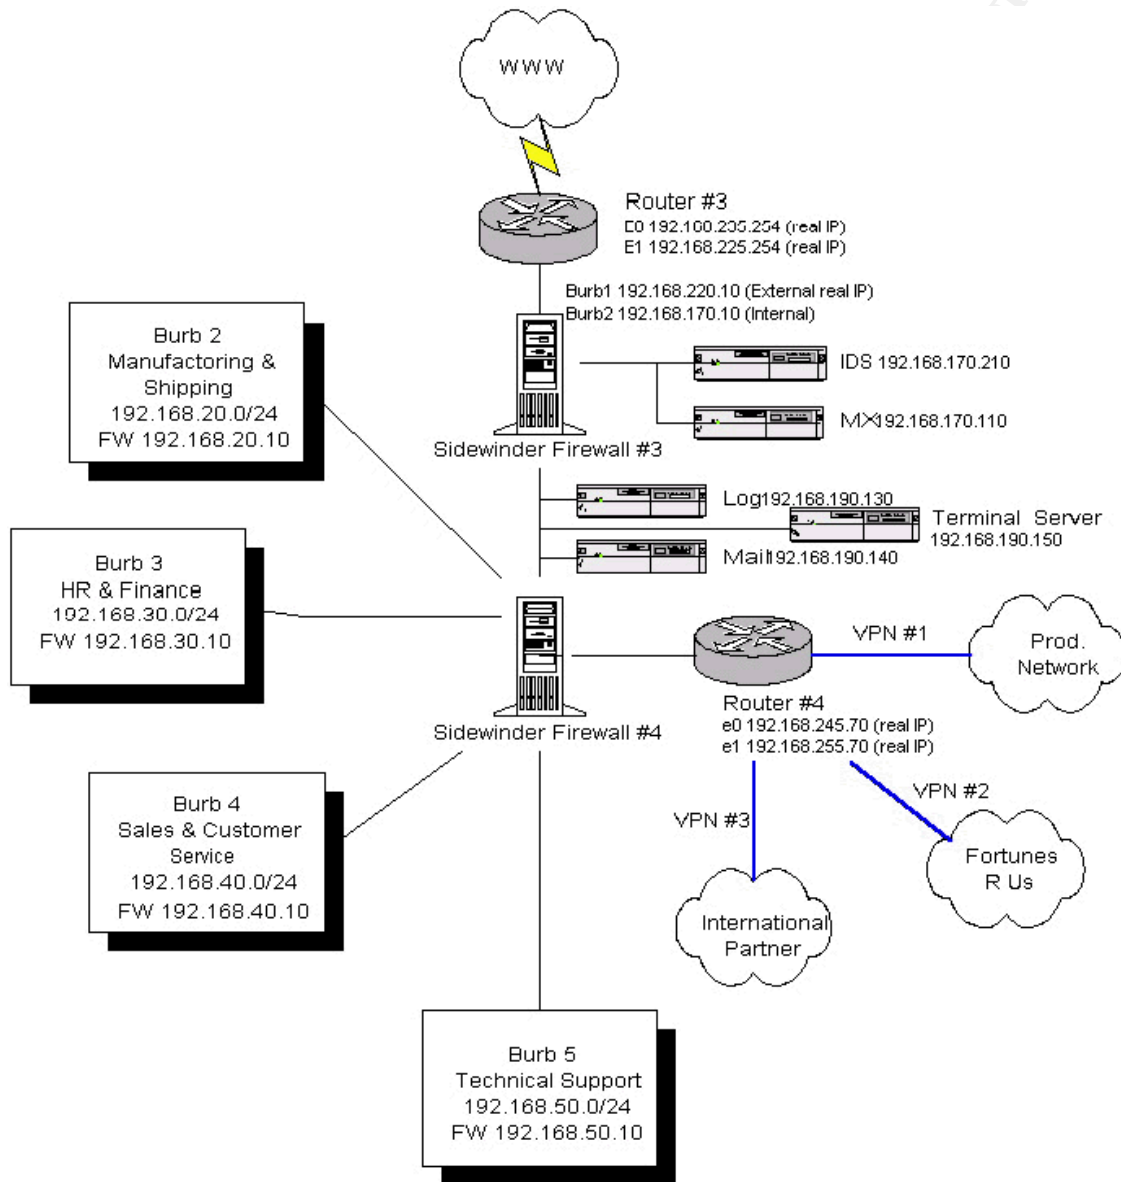 WWW
Router #3
E0 192.168.235.254 (real IP)
E1 192.168.225.254 (real IP)
Burb1 192.168.220.10 (External real IP)
Burb2 192.168.170.10 (Internal)
Burb 2
Manufactoring &
Shipping
192.168.20.0/24
FW 192.168.20.10
IDS 192.168.170.210
MX192.168.170.110
Sidewinder Firewall #3
Log192.168.190.130
Terminal Server
192.168.190.150
Mail192.168.190.140
Burb 3
HR & Finance
192.168.30.0/24
FW 192.168.30.10
VPN #1
Prod.
Network
Router #4
e0 192.168.245.70 (real IP)
e1 192.168.255.70 (real IP)
Sidewinder Firewall #4
VPN #2
VPN #3
Burb 4
Sales & Customer
Service
192.168.40.0/24
FW 192.168.40.10
Fortunes
R Us
International
Partner
Burb 5
Technical Support
192.168.50.0/24
FW 192.168.50.10